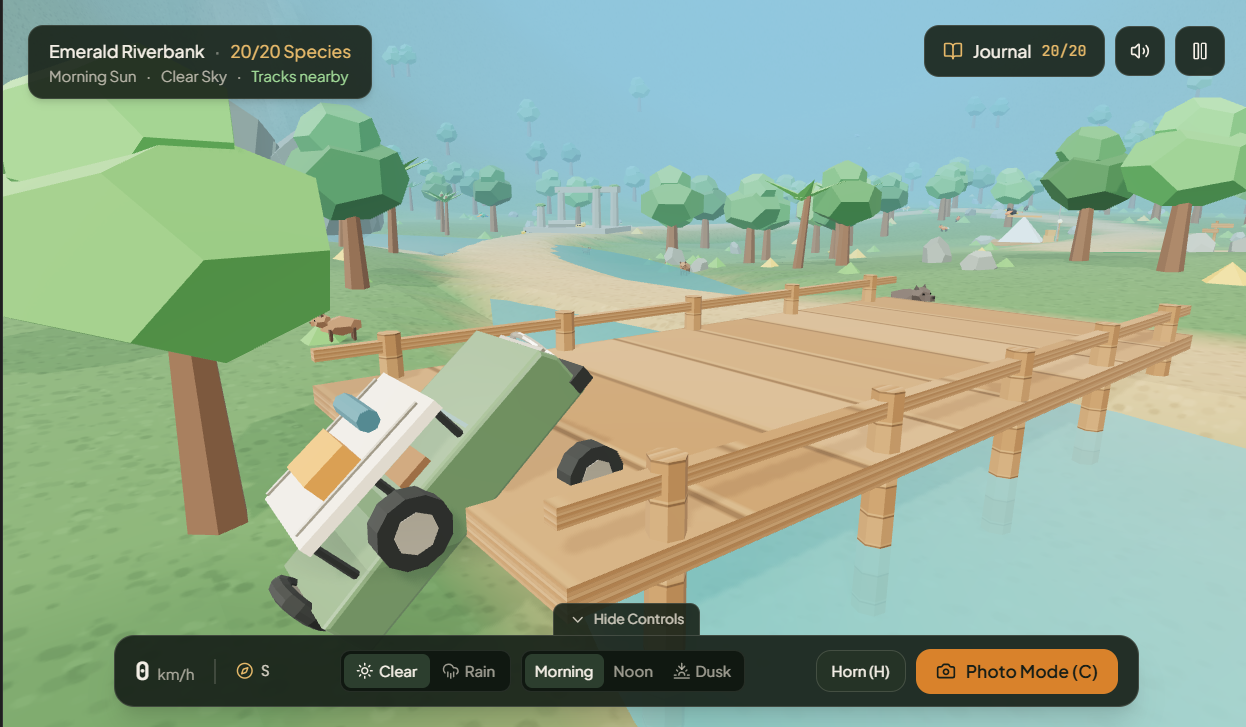 Emerald Riverbank · 20/20 Species
Morning Sun · Clear Sky · Tracks nearby
Journal 20/20
Hide Controls
0 km/h
S
Clear
Rain
Morning
Noon
Dusk
Horn (H)
Photo Mode (C)